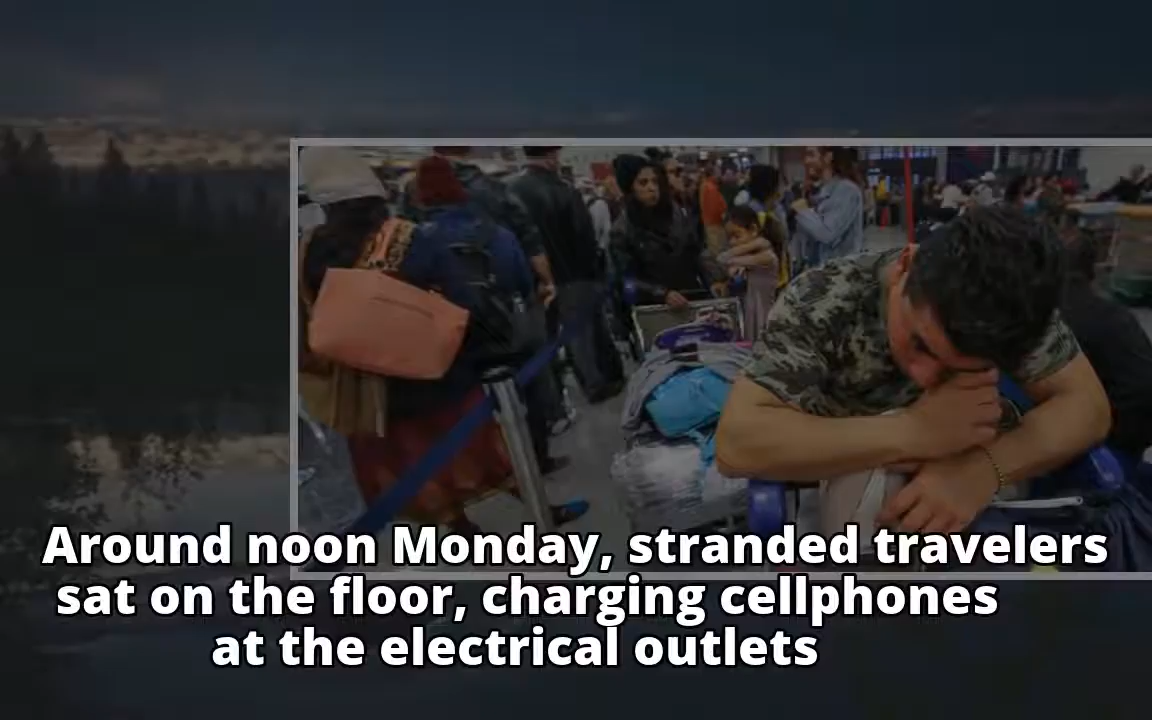 Around noon Monday, stranded travelers
sat on the floor, charging cellphones
at the electrical outlets